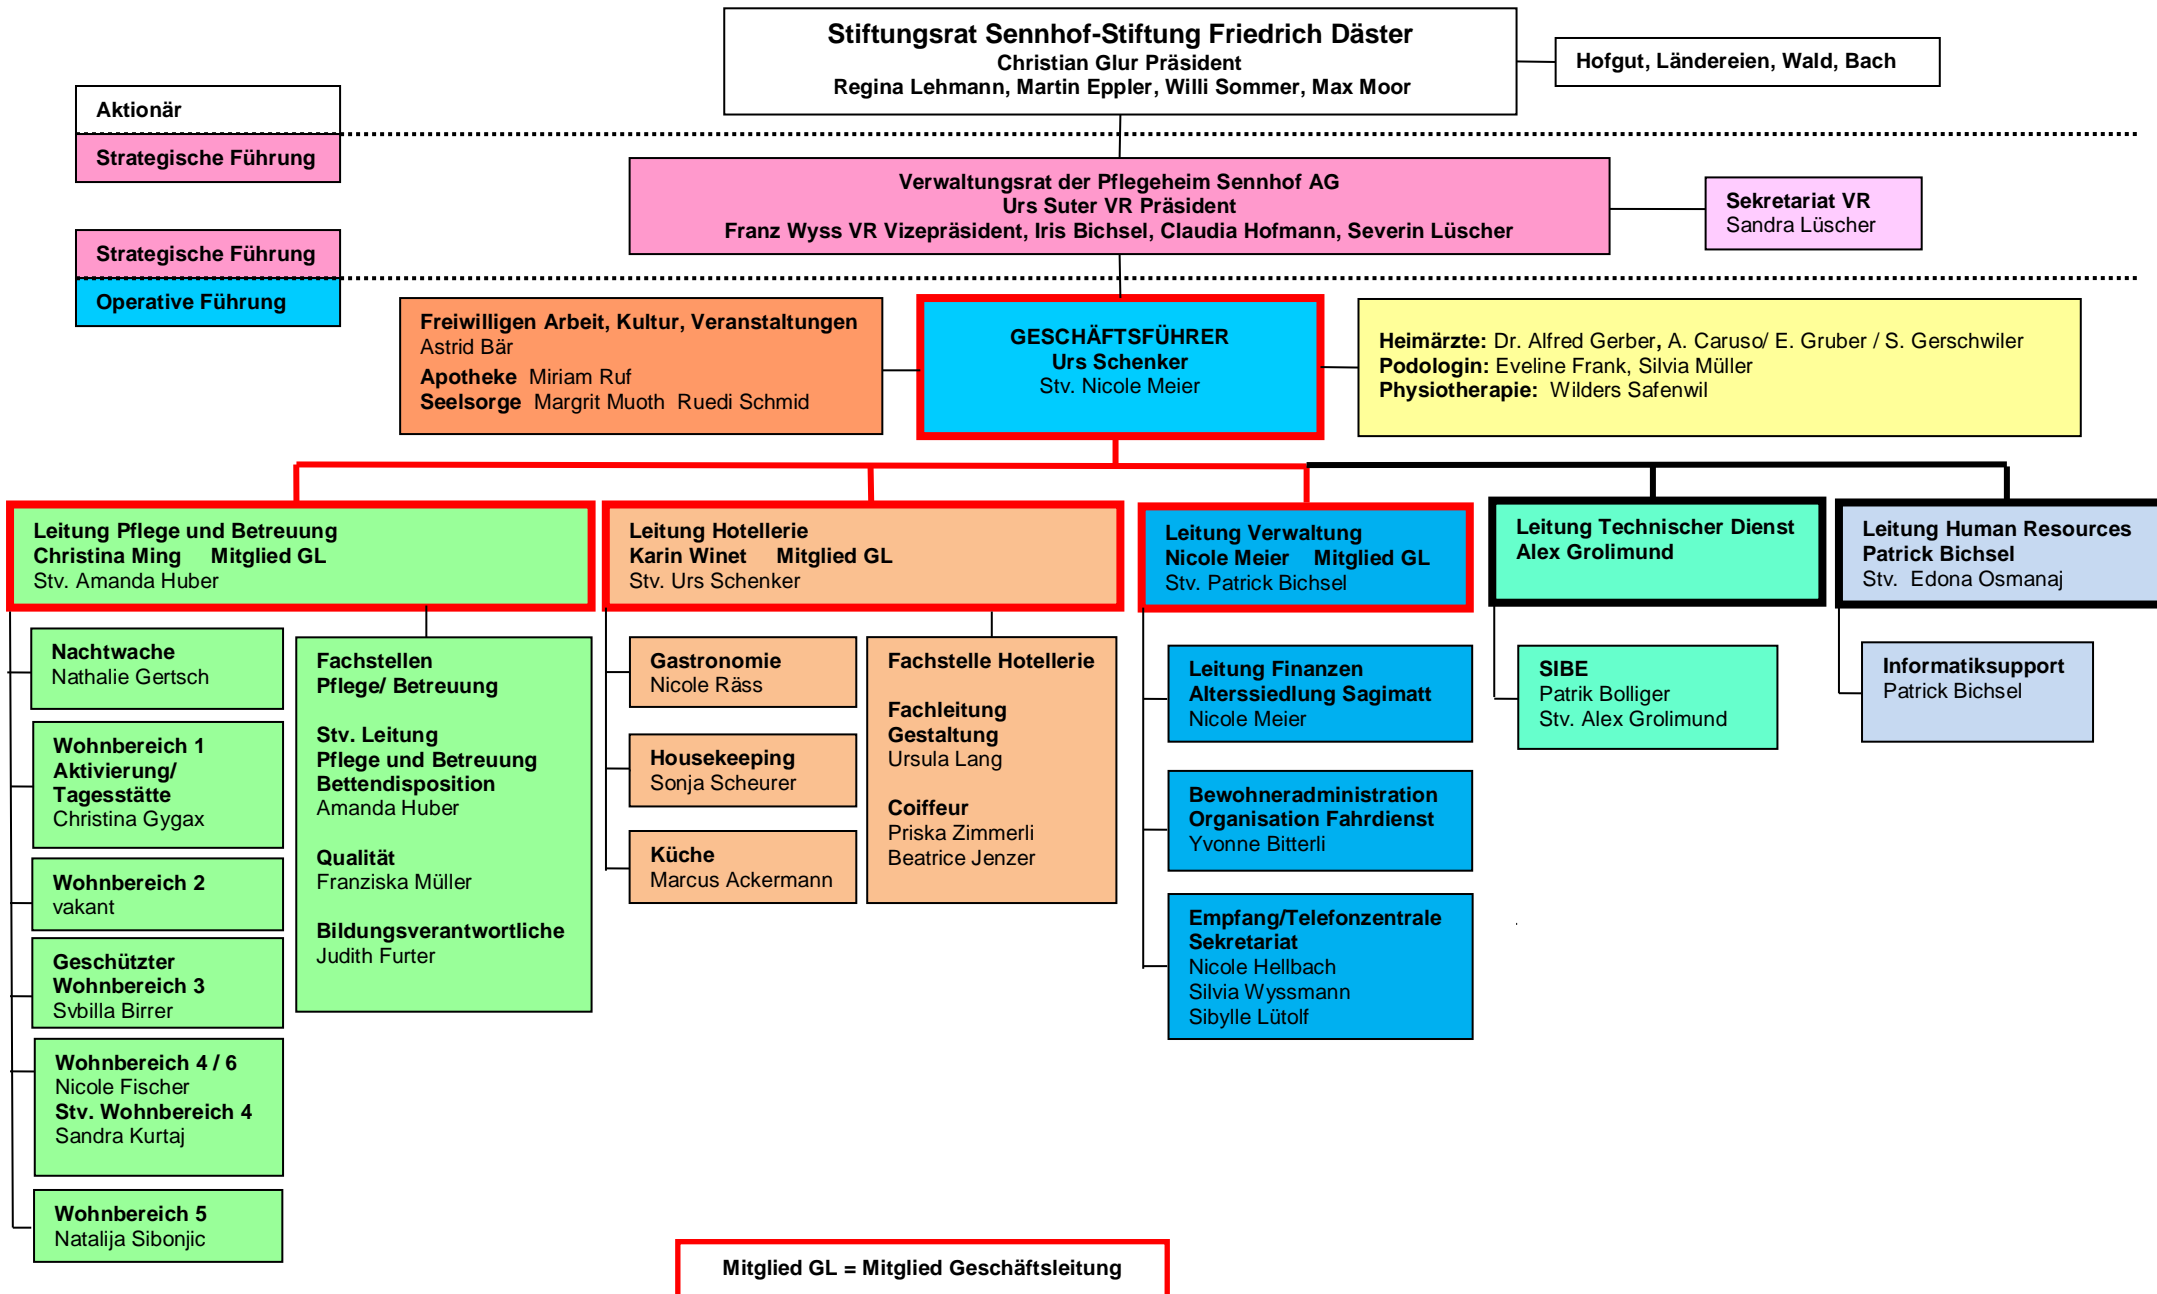 Stiftungsrat Sennhof-Stiftung Friedrich Däster
Christian Glur Präsident
Regina Lehmann, Martin Eppler, Willi Sommer, Max Moor
Hofgut, Ländereien, Wald, Bach
Aktionär
Strategische Führung
Verwaltungsrat der Pflegeheim Sennhof AG
Urs Suter VR Präsident
Franz Wyss VR Vizepräsident, Iris Bichsel, Claudia Hofmann, Severin Lüscher
Sekretariat VR
Sandra Lüscher
Strategische Führung
Operative Führung
Freiwilligen Arbeit, Kultur, Veranstaltungen
Astrid Bär
Apotheke Miriam Ruf
Seelsorge Margrit Muoth Ruedi Schmid
GESCHÄFTSFÜHRER
Urs Schenker
Stv. Nicole Meier
Heimärzte: Dr. Alfred Gerber, A. Caruso/ E. Gruber / S. Gerschwiler
Podologin: Eveline Frank, Silvia Müller
Physiotherapie: Wilders Safenwil
Leitung Pflege und Betreuung
Christina Ming Mitglied GL
Stv. Amanda Huber
Leitung Hotellerie
Karin Winet Mitglied GL
Stv. Urs Schenker
Leitung Verwaltung
Nicole Meier Mitglied GL
Stv. Patrick Bichsel
Leitung Technischer Dienst
Alex Grolimund
Leitung Human Resources
Patrick Bichsel
Stv. Edona Osmanaj
Nachtwache
Nathalie Gertsch
Wohnbereich 1
Aktivierung/
Tagesstätte
Christina Gygax
Wohnbereich 2
vakant
Geschützter
Wohnbereich 3
Svbilla Birrer
Wohnbereich 4 / 6
Nicole Fischer
Stv. Wohnbereich 4
Sandra Kurtaj
Wohnbereich 5
Natalija Sibonjic
Fachstellen
Pflege/ Betreuung
Stv. Leitung
Pflege und Betreuung
Bettendisposition
Amanda Huber
Qualität
Franziska Müller
Bildungsverantwortliche
Judith Furter
Gastronomie
Nicole Räss
Housekeeping
Sonja Scheurer
Küche
Marcus Ackermann
Fachstelle Hotellerie
Fachleitung
Gestaltung
Ursula Lang
Coiffeur
Priska Zimmerli
Beatrice Jenzer
Leitung Finanzen
Alterssiedlung Sagimatt
Nicole Meier
Bewohneradministration
Organisation Fahrdienst
Yvonne Bitterli
Empfang/Telefonzentrale
Sekretariat
Nicole Hellbach
Silvia Wyssmann
Sibylle Lütolf
SIBE
Patrik Bolliger
Stv. Alex Grolimund
Informatiksupport
Patrick Bichsel
Mitglied GL = Mitglied Geschäftsleitung